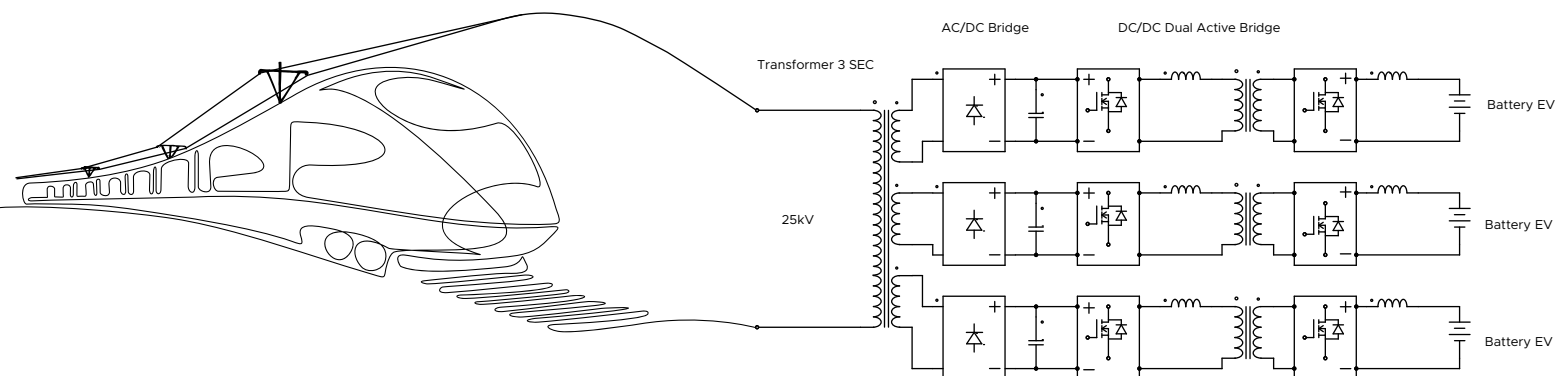 AC/DC Bridge
DC/DC Dual Active Bridge
Transformer 3 SEC
Battery EV
25kV
Battery EV
Battery EV